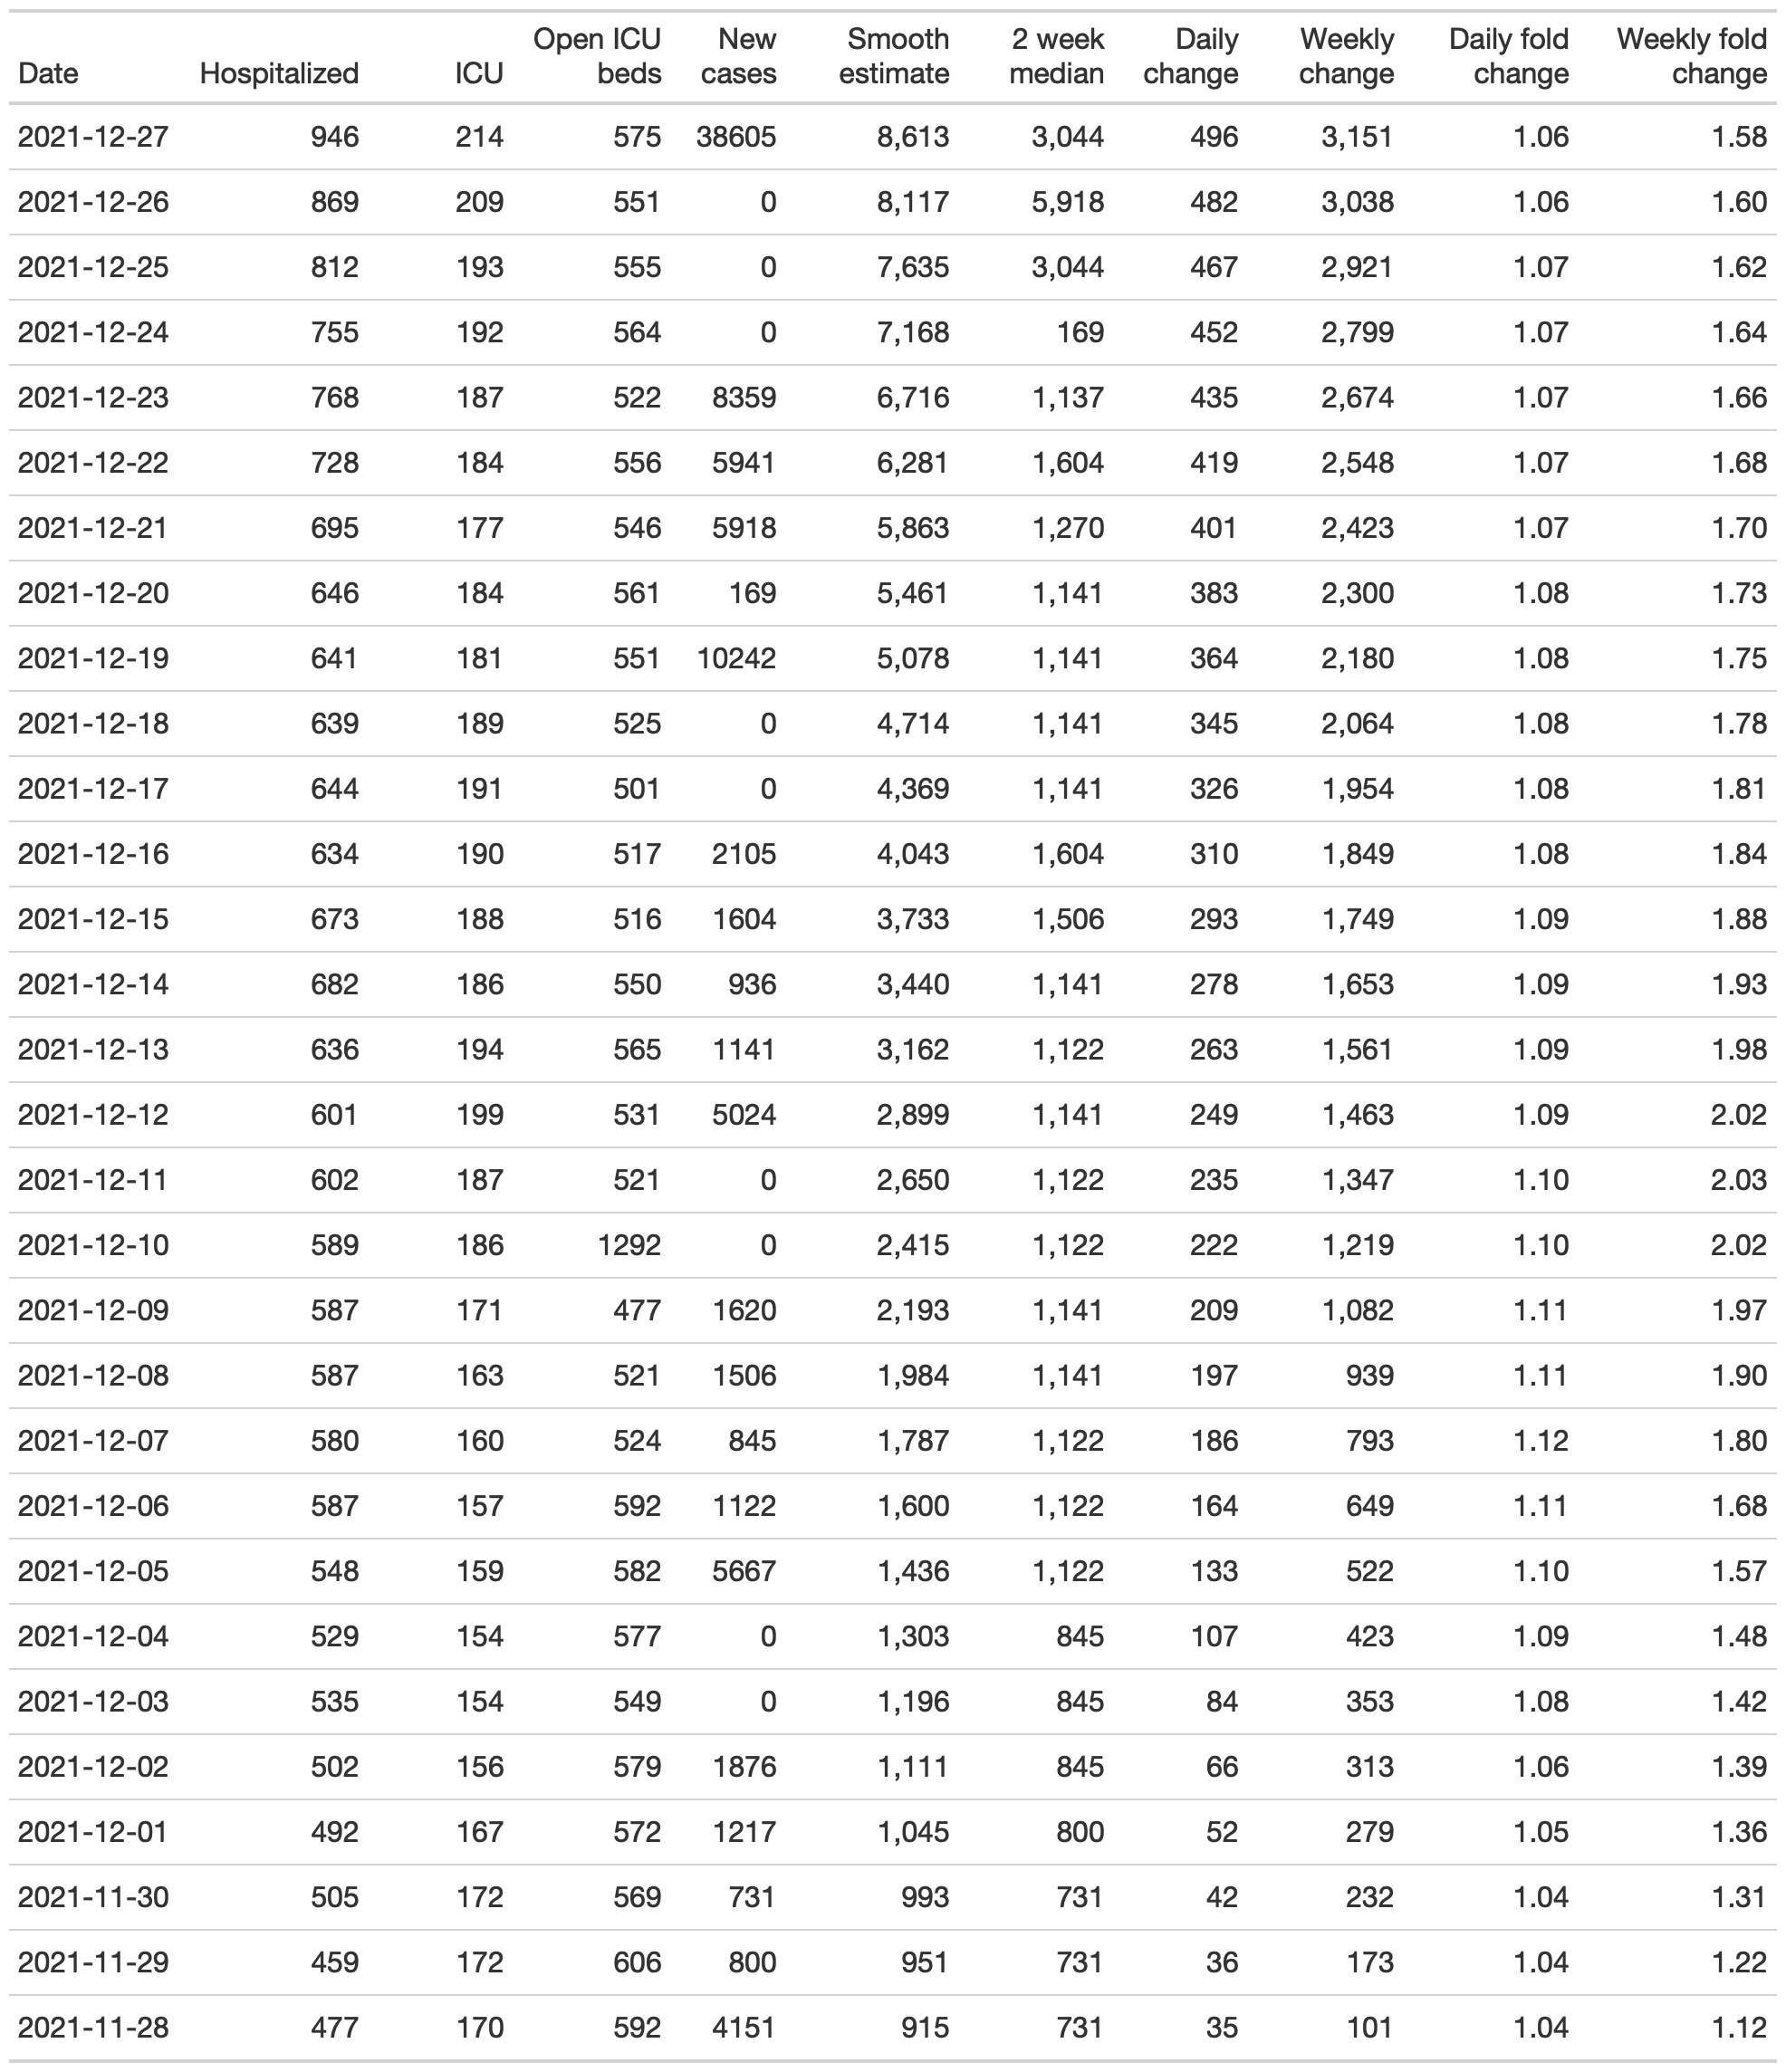 Date Hospitalized ICU Open ICU beds New cases Smooth estimate 2 week median Daily change Weekly change Daily fold change Weekly fold change
2021-12-27 946 214 575 38605 8,613 3,044 496 3,151 1.06 1.58
2021-12-26 869 209 551 0 8,117 5,918 482 3,038 1.06 1.60
2021-12-25 812 193 555 0 7,635 3,044 467 2,921 1.07 1.62
2021-12-24 755 192 564 0 7,168 169 452 2,799 1.07 1.64
2021-12-23 768 187 522 8359 6,716 1,137 435 2,674 1.07 1.66
2021-12-22 728 184 556 5941 6,281 1,604 419 2,548 1.07 1.68
2021-12-21 695 177 546 5918 5,863 1,270 401 2,423 1.07 1.70
2021-12-20 646 184 561 169 5,461 1,141 383 2,300 1.08 1.73
2021-12-19 641 181 551 10242 5,078 1,141 364 2,180 1.08 1.75
2021-12-18 639 189 525 0 4,714 1,141 345 2,064 1.08 1.78
2021-12-17 644 191 501 0 4,369 1,141 326 1,954 1.08 1.81
2021-12-16 634 190 517 2105 4,043 1,604 310 1,849 1.08 1.84
2021-12-15 673 188 516 1604 3,733 1,506 293 1,749 1.09 1.88
2021-12-14 682 186 550 936 3,440 1,141 278 1,653 1.09 1.93
2021-12-13 636 194 565 1141 3,162 1,122 263 1,561 1.09 1.98
2021-12-12 601 199 531 5024 2,899 1,141 249 1,463 1.09 2.02
2021-12-11 602 187 521 0 2,650 1,122 235 1,347 1.10 2.03
2021-12-10 589 186 1292 0 2,415 1,122 222 1,219 1.10 2.02
2021-12-09 587 171 477 1620 2,193 1,141 209 1,082 1.11 1.97
2021-12-08 587 163 521 1506 1,984 1,141 197 939 1.11 1.90
2021-12-07 580 160 524 845 1,787 1,122 186 793 1.12 1.80
2021-12-06 587 157 592 1122 1,600 1,122 164 649 1.11 1.68
2021-12-05 548 159 582 5667 1,436 1,122 133 522 1.10 1.57
2021-12-04 529 154 577 0 1,303 845 107 423 1.09 1.48
2021-12-03 535 154 549 0 1,196 845 84 353 1.08 1.42
2021-12-02 502 156 579 1876 1,111 845 66 313 1.06 1.39
2021-12-01 492 167 572 1217 1,045 800 52 279 1.05 1.36
2021-11-30 505 172 569 731 993 731 42 232 1.04 1.31
2021-11-29 459 172 606 800 951 731 36 173 1.04 1.22
2021-11-28 477 170 592 4151 915 731 35 101 1.04 1.12